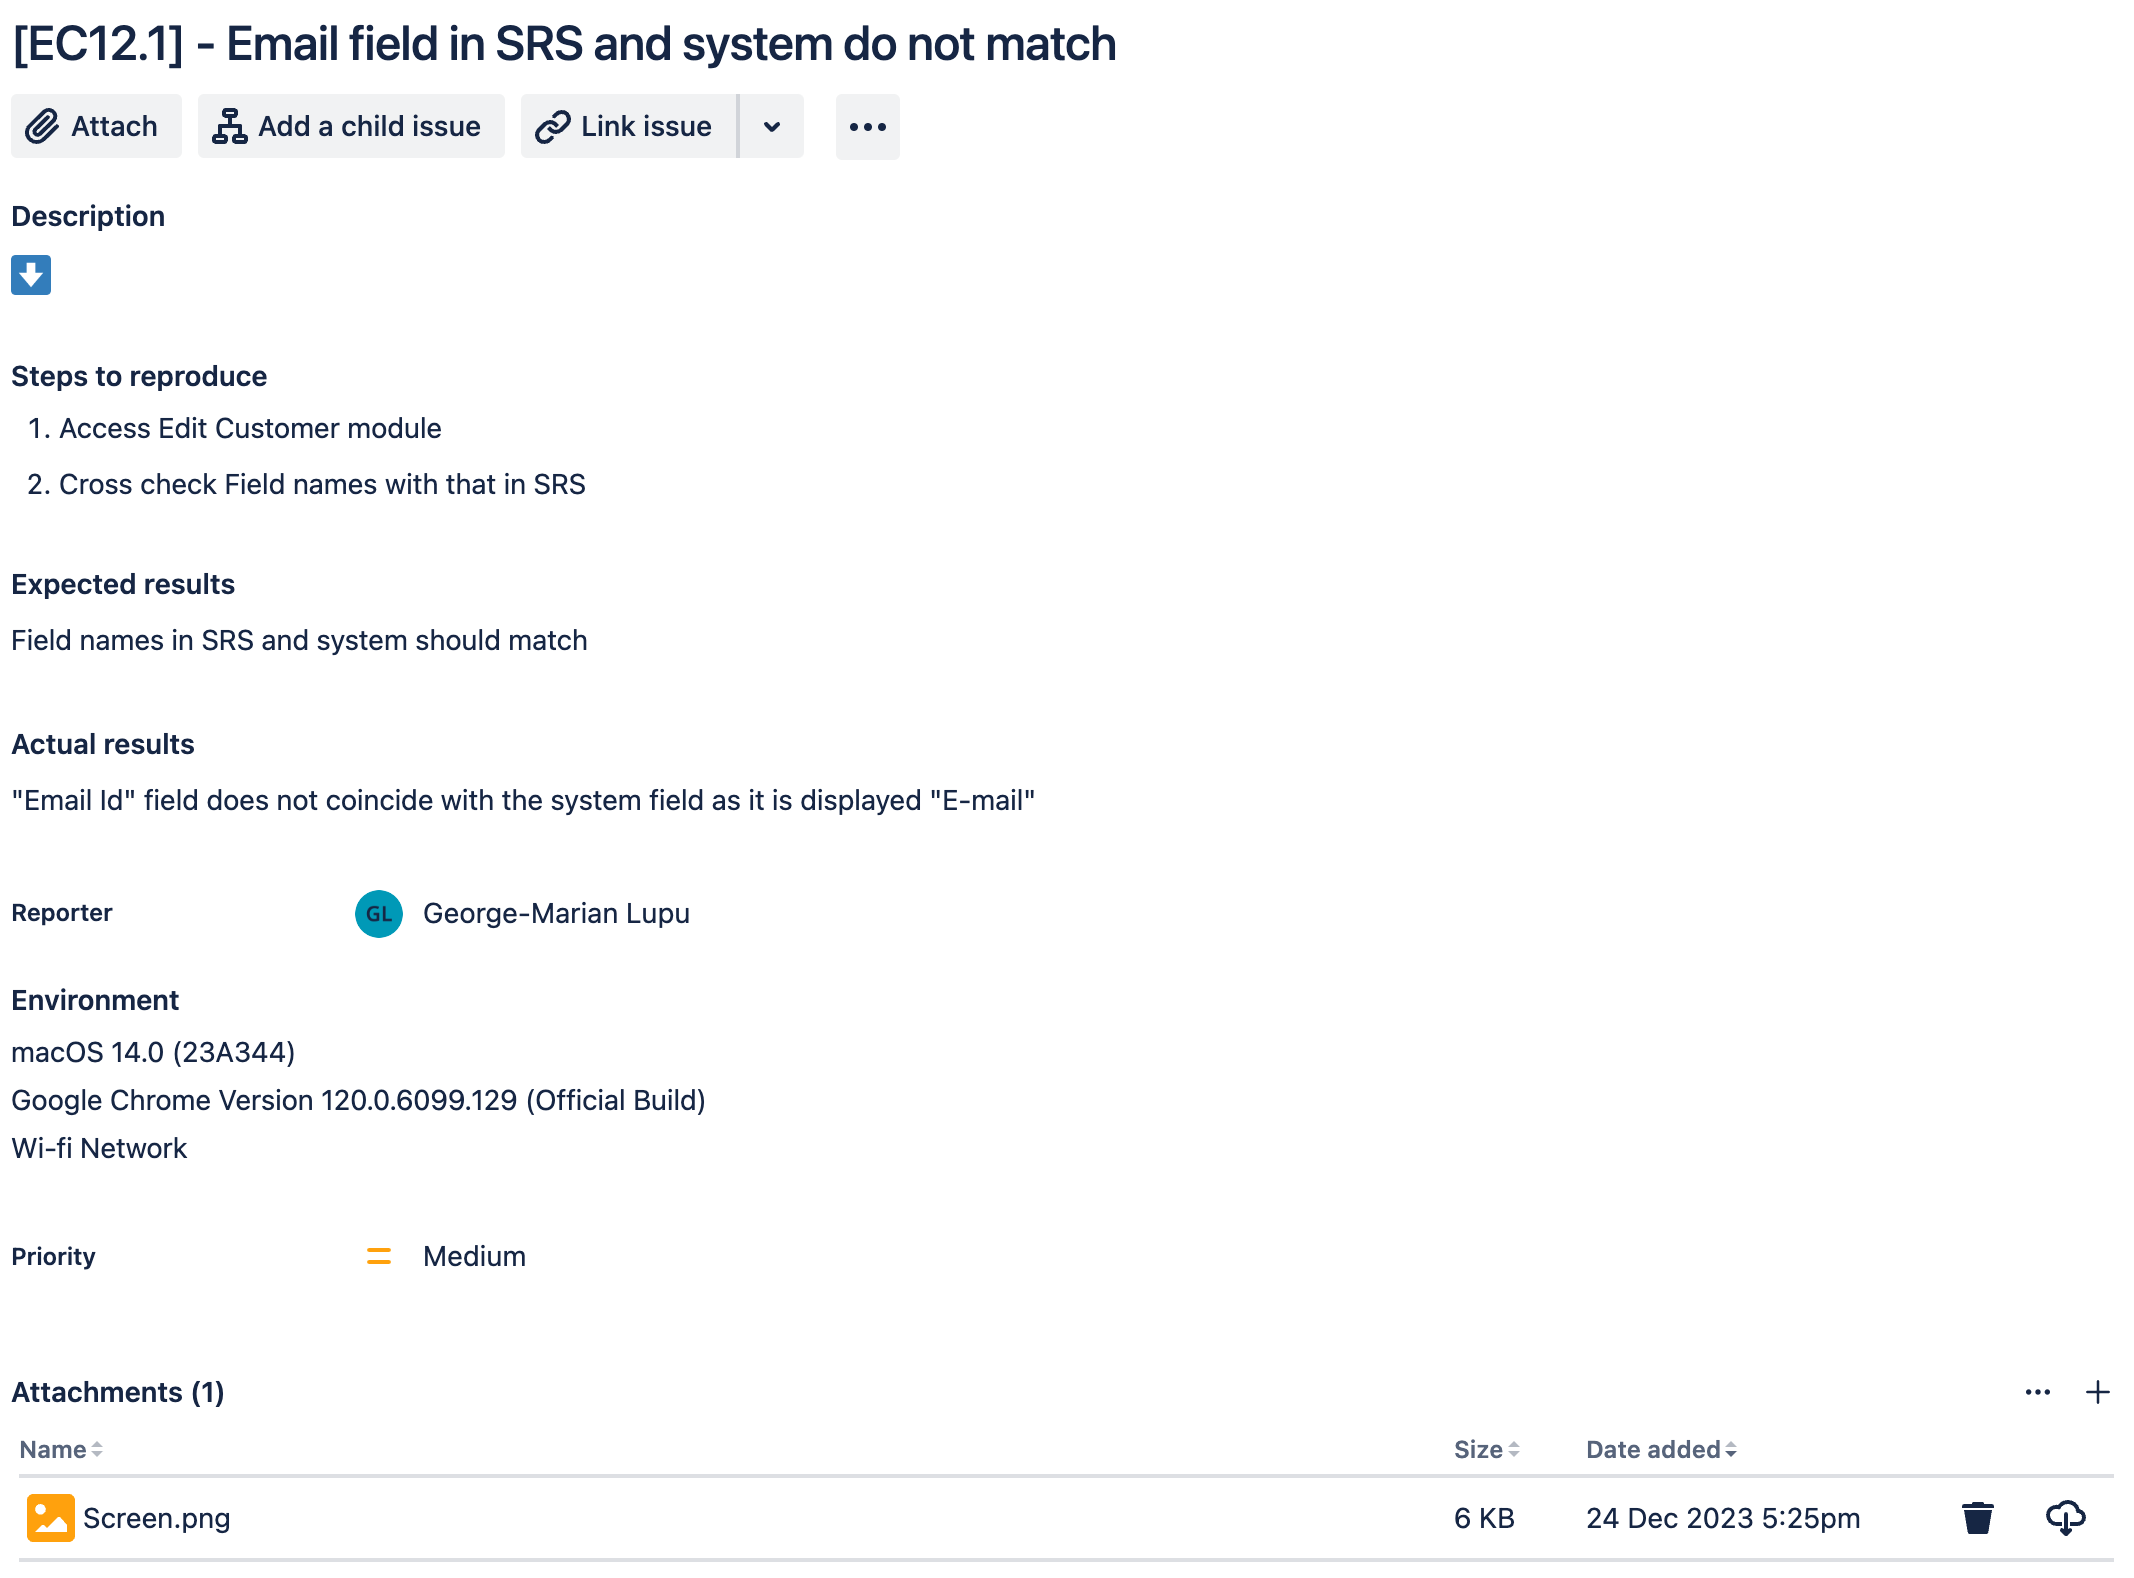 [EC12.1] - Email field in SRS and system do not match
Attach
Add a child issue
Link issue
Description
Steps to reproduce
1. Access Edit Customer module
2. Cross check Field names with that in SRS
Expected results
Field names in SRS and system should match
Actual results
"Email Id" field does not coincide with the system field as it is displayed "E-mail"
Reporter GL George-Marian Lupu
Environment
macOS 14.0 (23A344)
Google Chrome Version 120.0.6099.129 (Official Build)
Wi-fi Network
Priority Medium
Attachments (1)
Name Size Date added
Screen.png 6 KB 24 Dec 2023 5:25pm